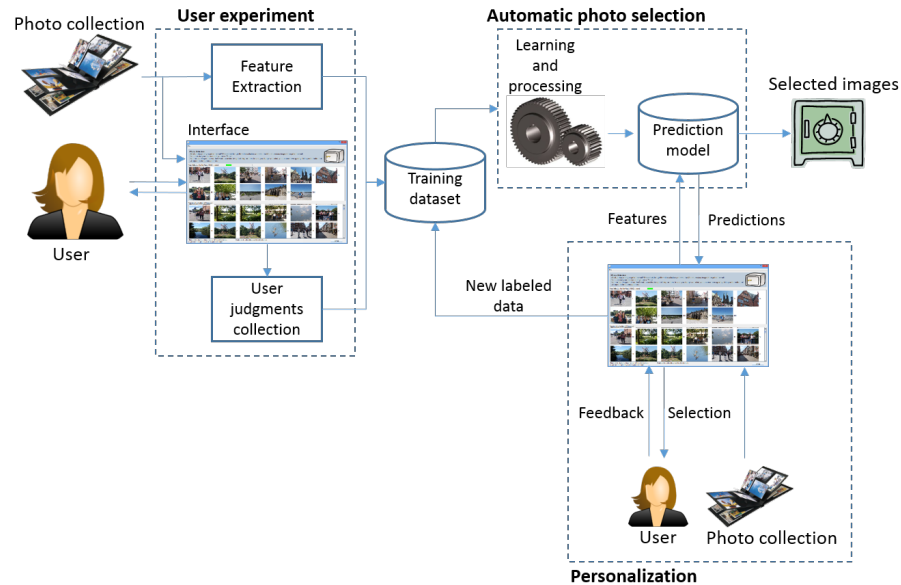 User experiment
Automatic photo selection
Photo collection
Feature
Extraction
Learning
and
processing
Selected images
Interface
Prediction
model
Training
dataset
User
Features
Predictions
User
judgments
collection
New labeled
data
Feedback
Selection
User
Photo collection
Personalization